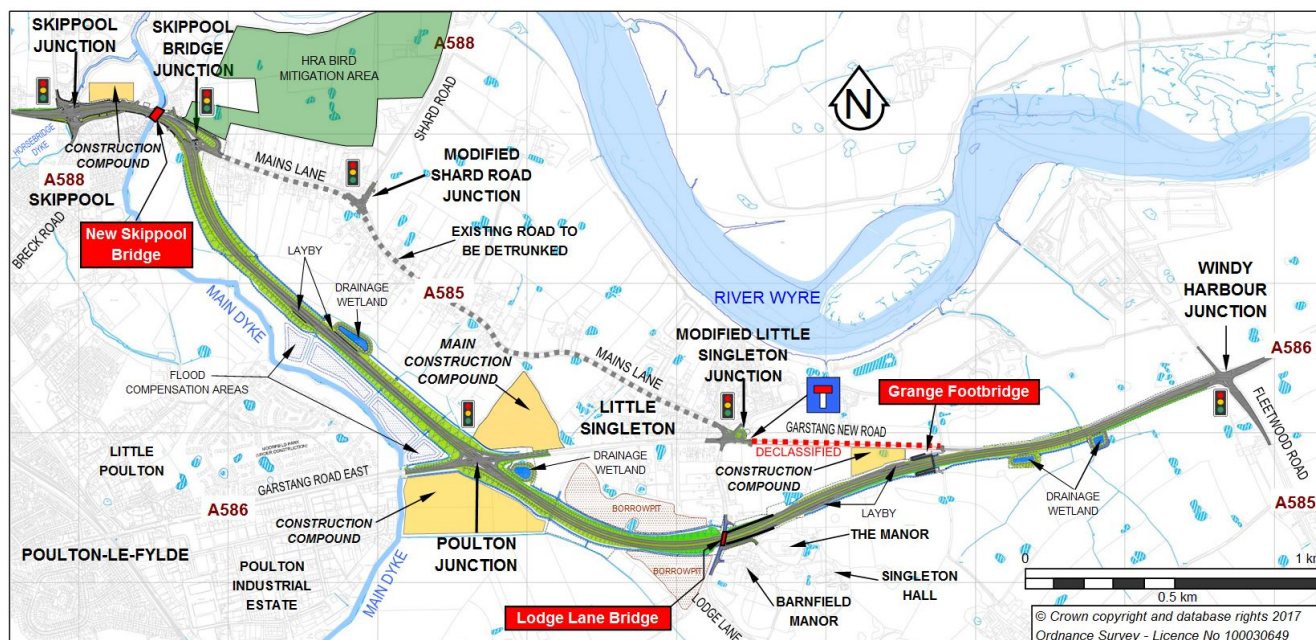 SKIPPOOL
JUNCTION
SKIPPOOL
BRIDGE
JUNCTION
HRA BIRD
MITIGATION AREA
A588
SHARD ROAD
N
HORSEBRIDGE
DYKE
CONSTRUCTION
COMPOUND
MAINS LANE
MODIFIED
SHARD ROAD
JUNCTION
A588
SKIPPOOL
BRECK ROAD
New Skippool
Bridge
EXISTING ROAD TO
BE DETRUNKED
LAYBY
DRAINAGE
WETLAND
MAIN DYKE
A585
RIVER WYRE
WINDY
HARBOUR
JUNCTION
A586
MAIN
CONSTRUCTION
COMPOUND
MAINS LANE
MODIFIED LITTLE
SINGLETON
JUNCTION
FLOOD
COMPENSATION AREAS
Grange Footbridge
FLEETWOOD ROAD
LITTLE
SINGLETON
GARSTANG NEW ROAD
DECLASSIFIED
LITTLE
POULTON
GARSTANG ROAD EAST
DRAINAGE
WETLAND
CONSTRUCTION
COMPOUND
A586
CONSTRUCTION
COMPOUND
BORROWPIT
LAYBY
DRAINAGE
WETLAND
A585
POULTON-LE-FYLDE
POULTON
INDUSTRIAL
ESTATE
MAIN DYKE
POULTON
JUNCTION
BORROWPIT
THE MANOR
SINGLETON
HALL
BARNFIELD
MANOR
LODGE LANE
Lodge Lane Bridge
0
1 km
0.5 km
© Crown copyright and database rights 2017
Ordnance Survey - Licence No 100030649